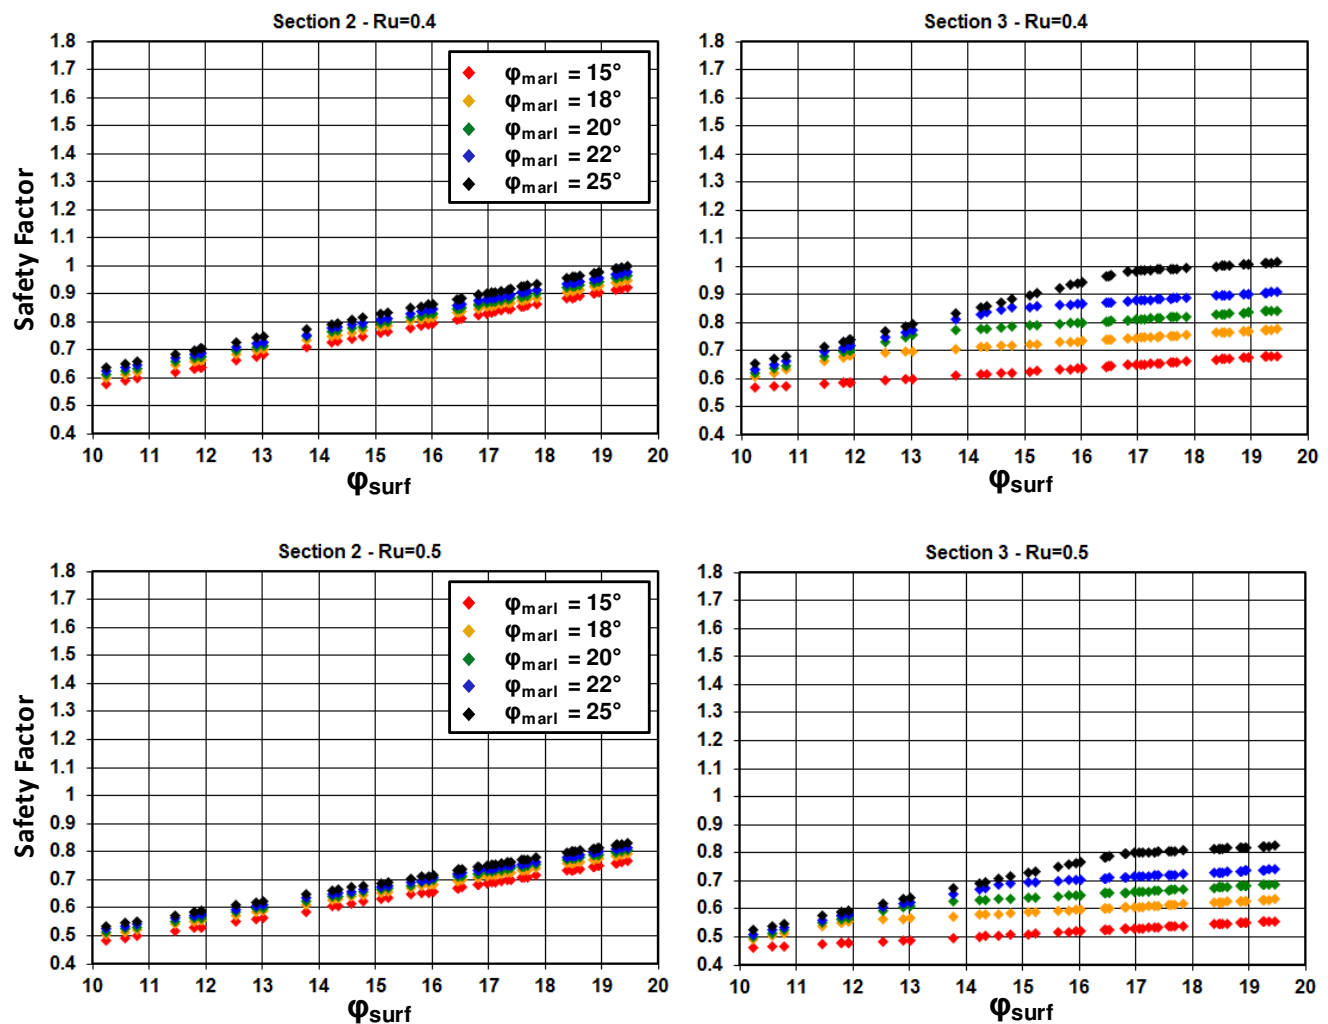 Section 2 - Ru=0.4
1.8
1.7
1.6
1.5
1.4
1.3
1.2
1.1
1
0.9
0.8
0.7
0.6
0.5
0.4
10 11 12 13 14 15 16 17 18 19 20
Safety Factor
φsurf
φmarl = 15°
φmarl = 18°
φmarl = 20°
φmarl = 22°
φmarl = 25°
Section 3 - Ru=0.4
1.8
1.7
1.6
1.5
1.4
1.3
1.2
1.1
1
0.9
0.8
0.7
0.6
0.5
0.4
10 11 12 13 14 15 16 17 18 19 20
φsurf
Section 2 - Ru=0.5
1.8
1.7
1.6
1.5
1.4
1.3
1.2
1.1
1
0.9
0.8
0.7
0.6
0.5
0.4
10 11 12 13 14 15 16 17 18 19 20
Safety Factor
φsurf
φmarl = 15°
φmarl = 18°
φmarl = 20°
φmarl = 22°
φmarl = 25°
Section 3 - Ru=0.5
1.8
1.7
1.6
1.5
1.4
1.3
1.2
1.1
1
0.9
0.8
0.7
0.6
0.5
0.4
10 11 12 13 14 15 16 17 18 19 20
φsurf